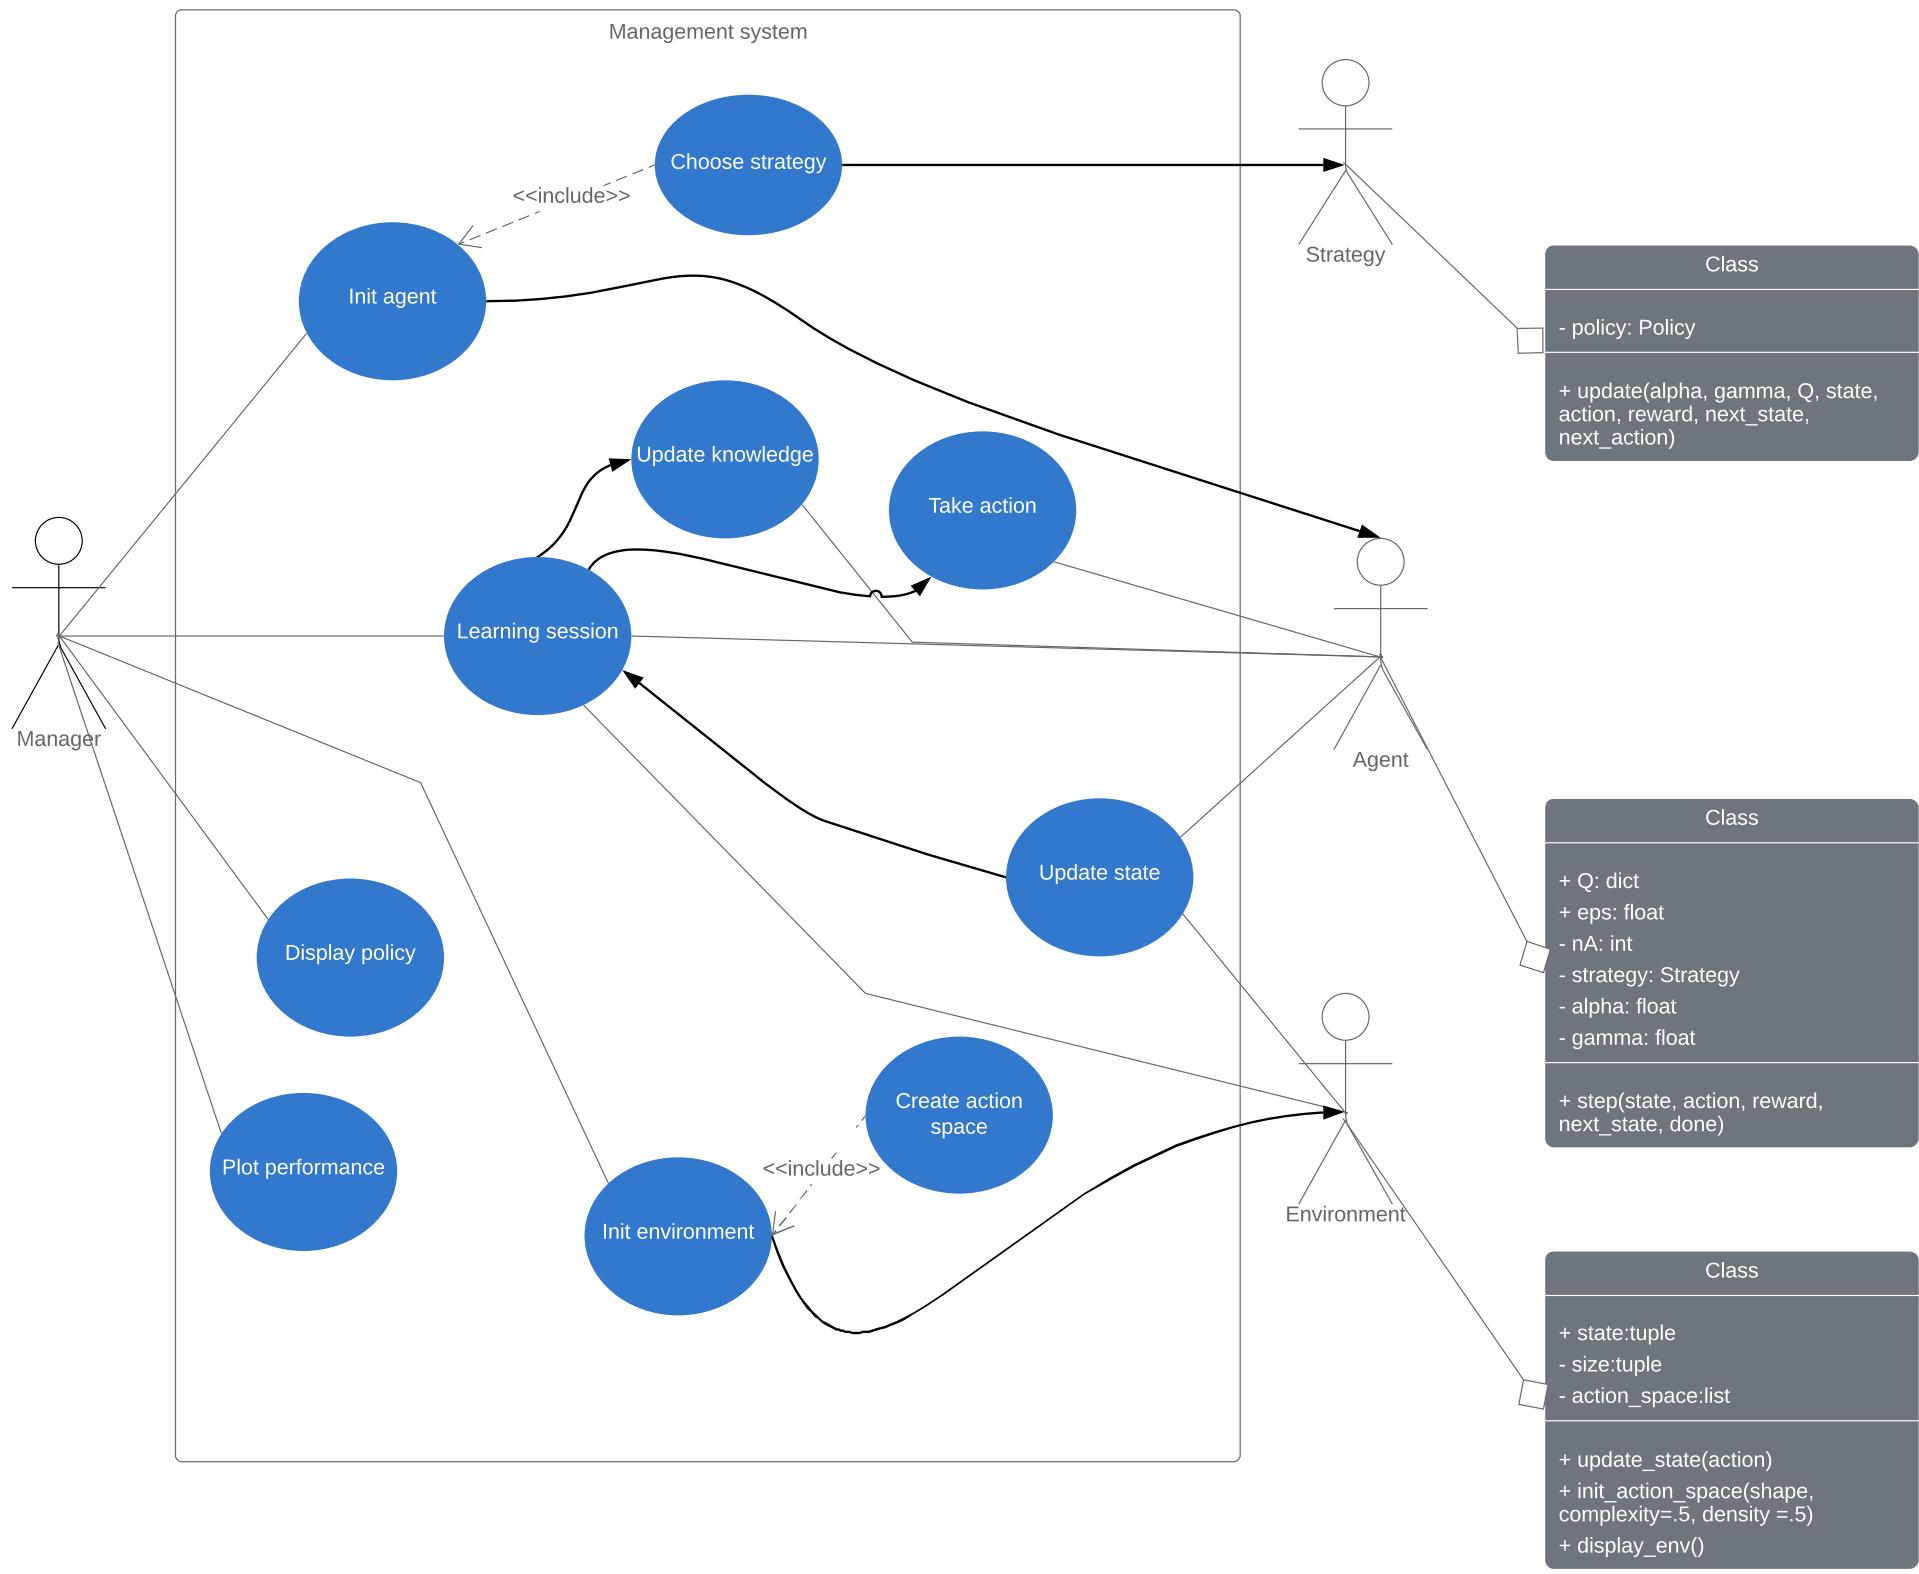 Management system
Choose strategy
<<include>>
Init agent
Strategy
Class
- policy: Policy
+ update(alpha, gamma, Q, state,
action, reward, next_state,
next_action)
Update knowledge
Take action
Learning session
Manager
Agent
Class
+ Q: dict
+ eps: float
- nA: int
- strategy: Strategy
- alpha: float
- gamma: float
+ step(state, action, reward,
next_state, done)
Update state
Display policy
Create action
space
<<include>>
Plot performance
Init environment
Environment
Class
+ state:tuple
- size:tuple
- action_space:list
+ update_state(action)
+ init_action_space(shape,
complexity=.5, density =.5)
+ display_env()